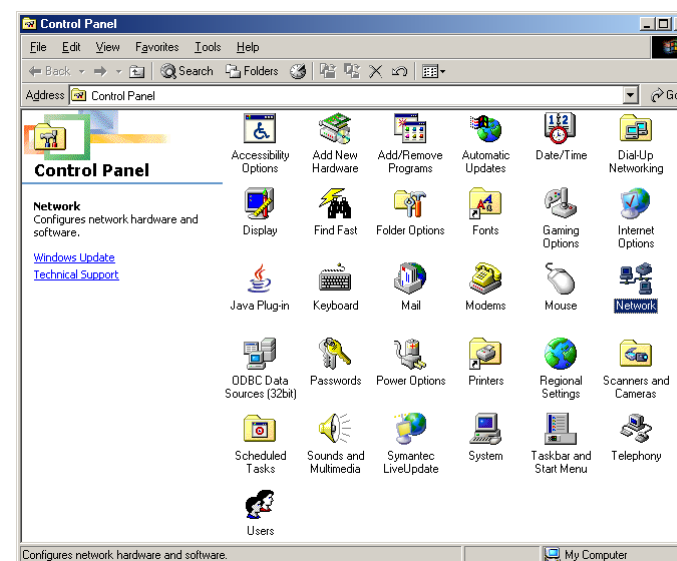 Control Panel
File Edit View Favorites Tools Help
Back Search Folders
Address Control Panel Go
Control Panel
Network
Configures network hardware and
software.
Windows Update
Technical Support
Accessibility
Options
Add New
Hardware
Add/Remove
Programs
Automatic
Updates
Date/Time
Dial-Up
Networking
Display
Find Fast
Folder Options
Fonts
Gaming
Options
Internet
Options
Java Plug-in
Keyboard
Mail
Modems
Mouse
Network
ODBC Data
Sources (32bit)
Passwords
Power Options
Printers
Regional
Settings
Scanners and
Cameras
Scheduled
Tasks
Sounds and
Multimedia
Symantec
LiveUpdate
System
Taskbar and
Start Menu
Telephony
Users
Configures network hardware and software. My Computer